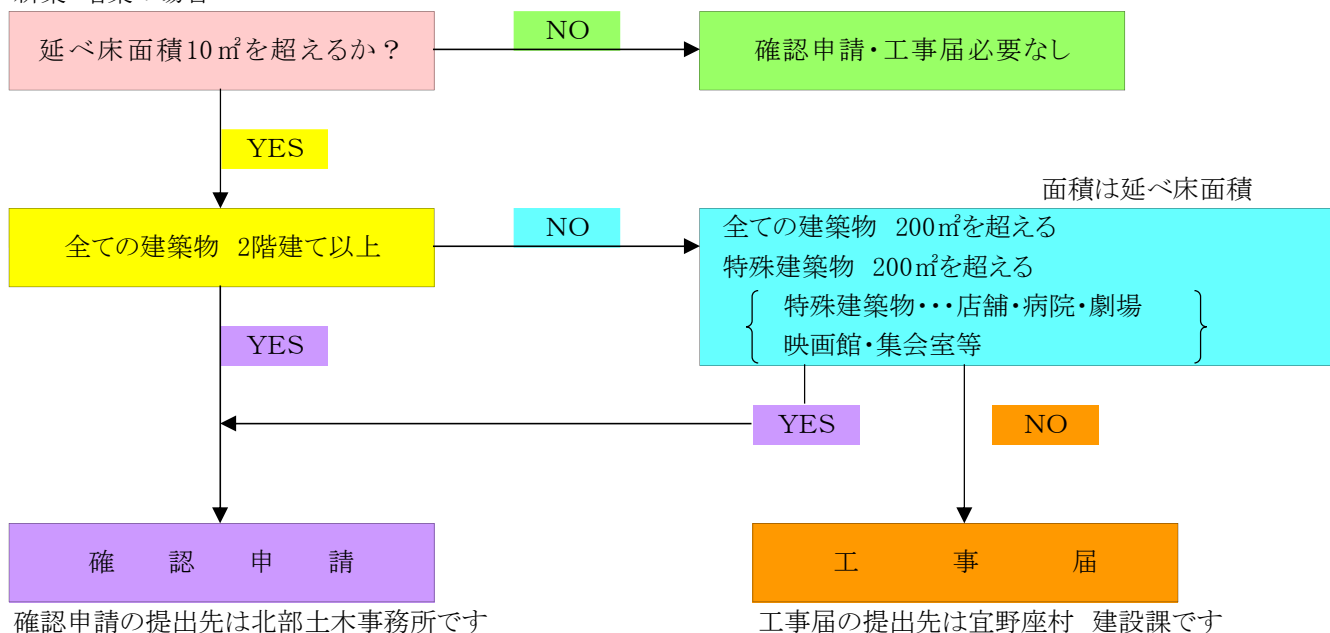 延べ床面積10㎡を超えるか？
NO
確認申請・工事届必要なし
YES
面積は延べ床面積
全ての建築物 2階建て以上
NO
全ての建築物 200㎡を超える
特殊建築物 200㎡を超える
特殊建築物・・・店舗・病院・劇場
映画館・集会室等
YES
YES
NO
確 認 申 請
工 事 届
確認申請の提出先は北部土木事務所です
工事届の提出先は宜野座村 建設課です